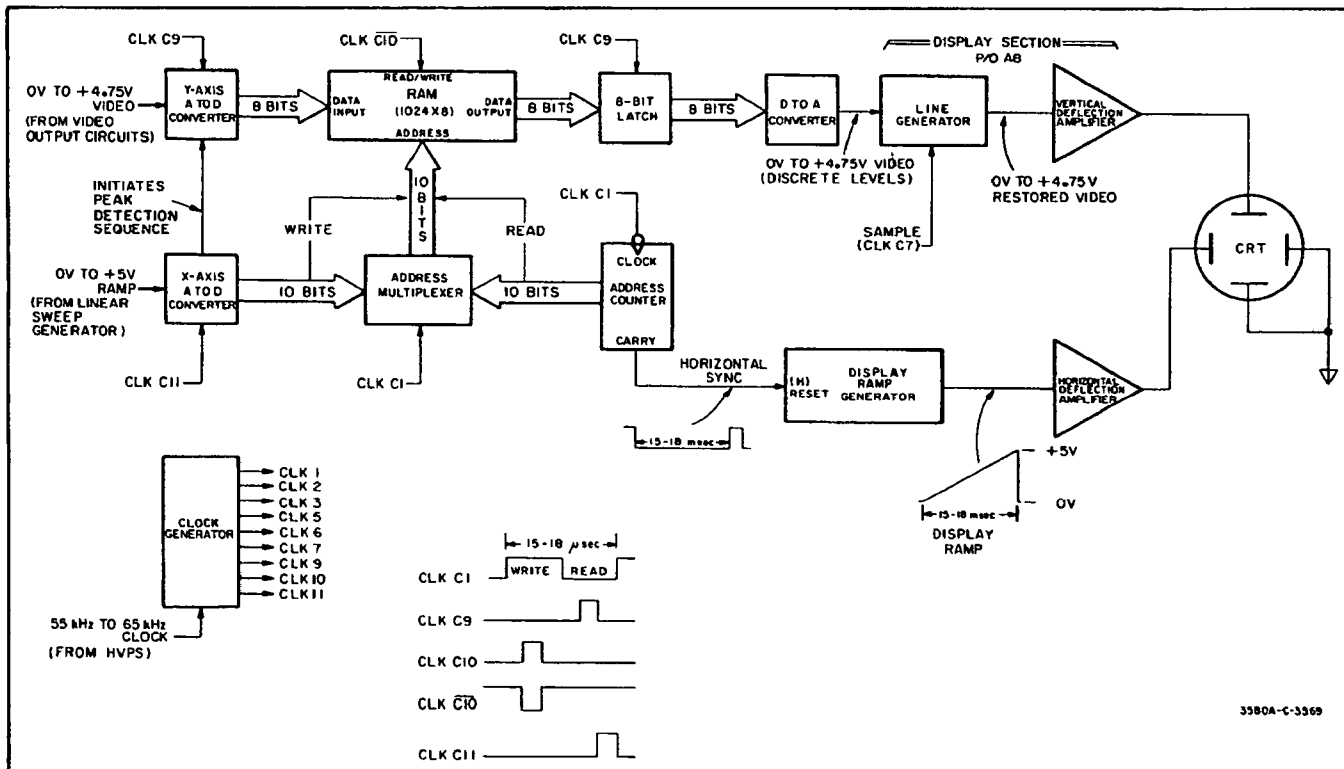 CLK C9
CLK C̅1̅0̅
CLK C9
DISPLAY SECTION
P/O A8
0V TO +4.75V
VIDEO
(FROM VIDEO
OUTPUT CIRCUITS)
Y-AXIS
A TO D
CONVERTER
8 BITS
READ/WRITE
RAM
(1024X8)
DATA
INPUT
DATA
OUTPUT
ADDRESS
8 BITS
8-BIT
LATCH
8 BITS
D TO A
CONVERTER
LINE
GENERATOR
VERTICAL
DEFLECTION
AMPLIFIER
0V TO +4.75V VIDEO
(DISCRETE LEVELS)
0V TO +4.75V
RESTORED VIDEO
SAMPLE
(CLK C7)
INITIATES
PEAK
DETECTION
SEQUENCE
WRITE
10
BITS
READ
CLK C1
0V TO +5V
RAMP
(FROM LINEAR
SWEEP
GENERATOR)
X-AXIS
A TO D
CONVERTER
10 BITS
ADDRESS
MULTIPLEXER
10 BITS
CLOCK
ADDRESS
COUNTER
CARRY
CRT
CLK C11
CLK C1
HORIZONTAL
SYNC
15-18 msec
(H)
RESET
DISPLAY
RAMP
GENERATOR
HORIZONTAL
DEFLECTION
AMPLIFIER
+5V
0V
15-18 msec
DISPLAY
RAMP
CLOCK
GENERATOR
CLK 1
CLK 2
CLK 3
CLK 5
CLK 6
CLK 7
CLK 9
CLK 10
CLK 11
55 kHz TO 65 kHz
CLOCK
(FROM HVPS)
15-18 μsec
CLK C1
WRITE
READ
CLK C9
CLK C10
CLK C̅1̅0̅
CLK C11
3580A-C-3369